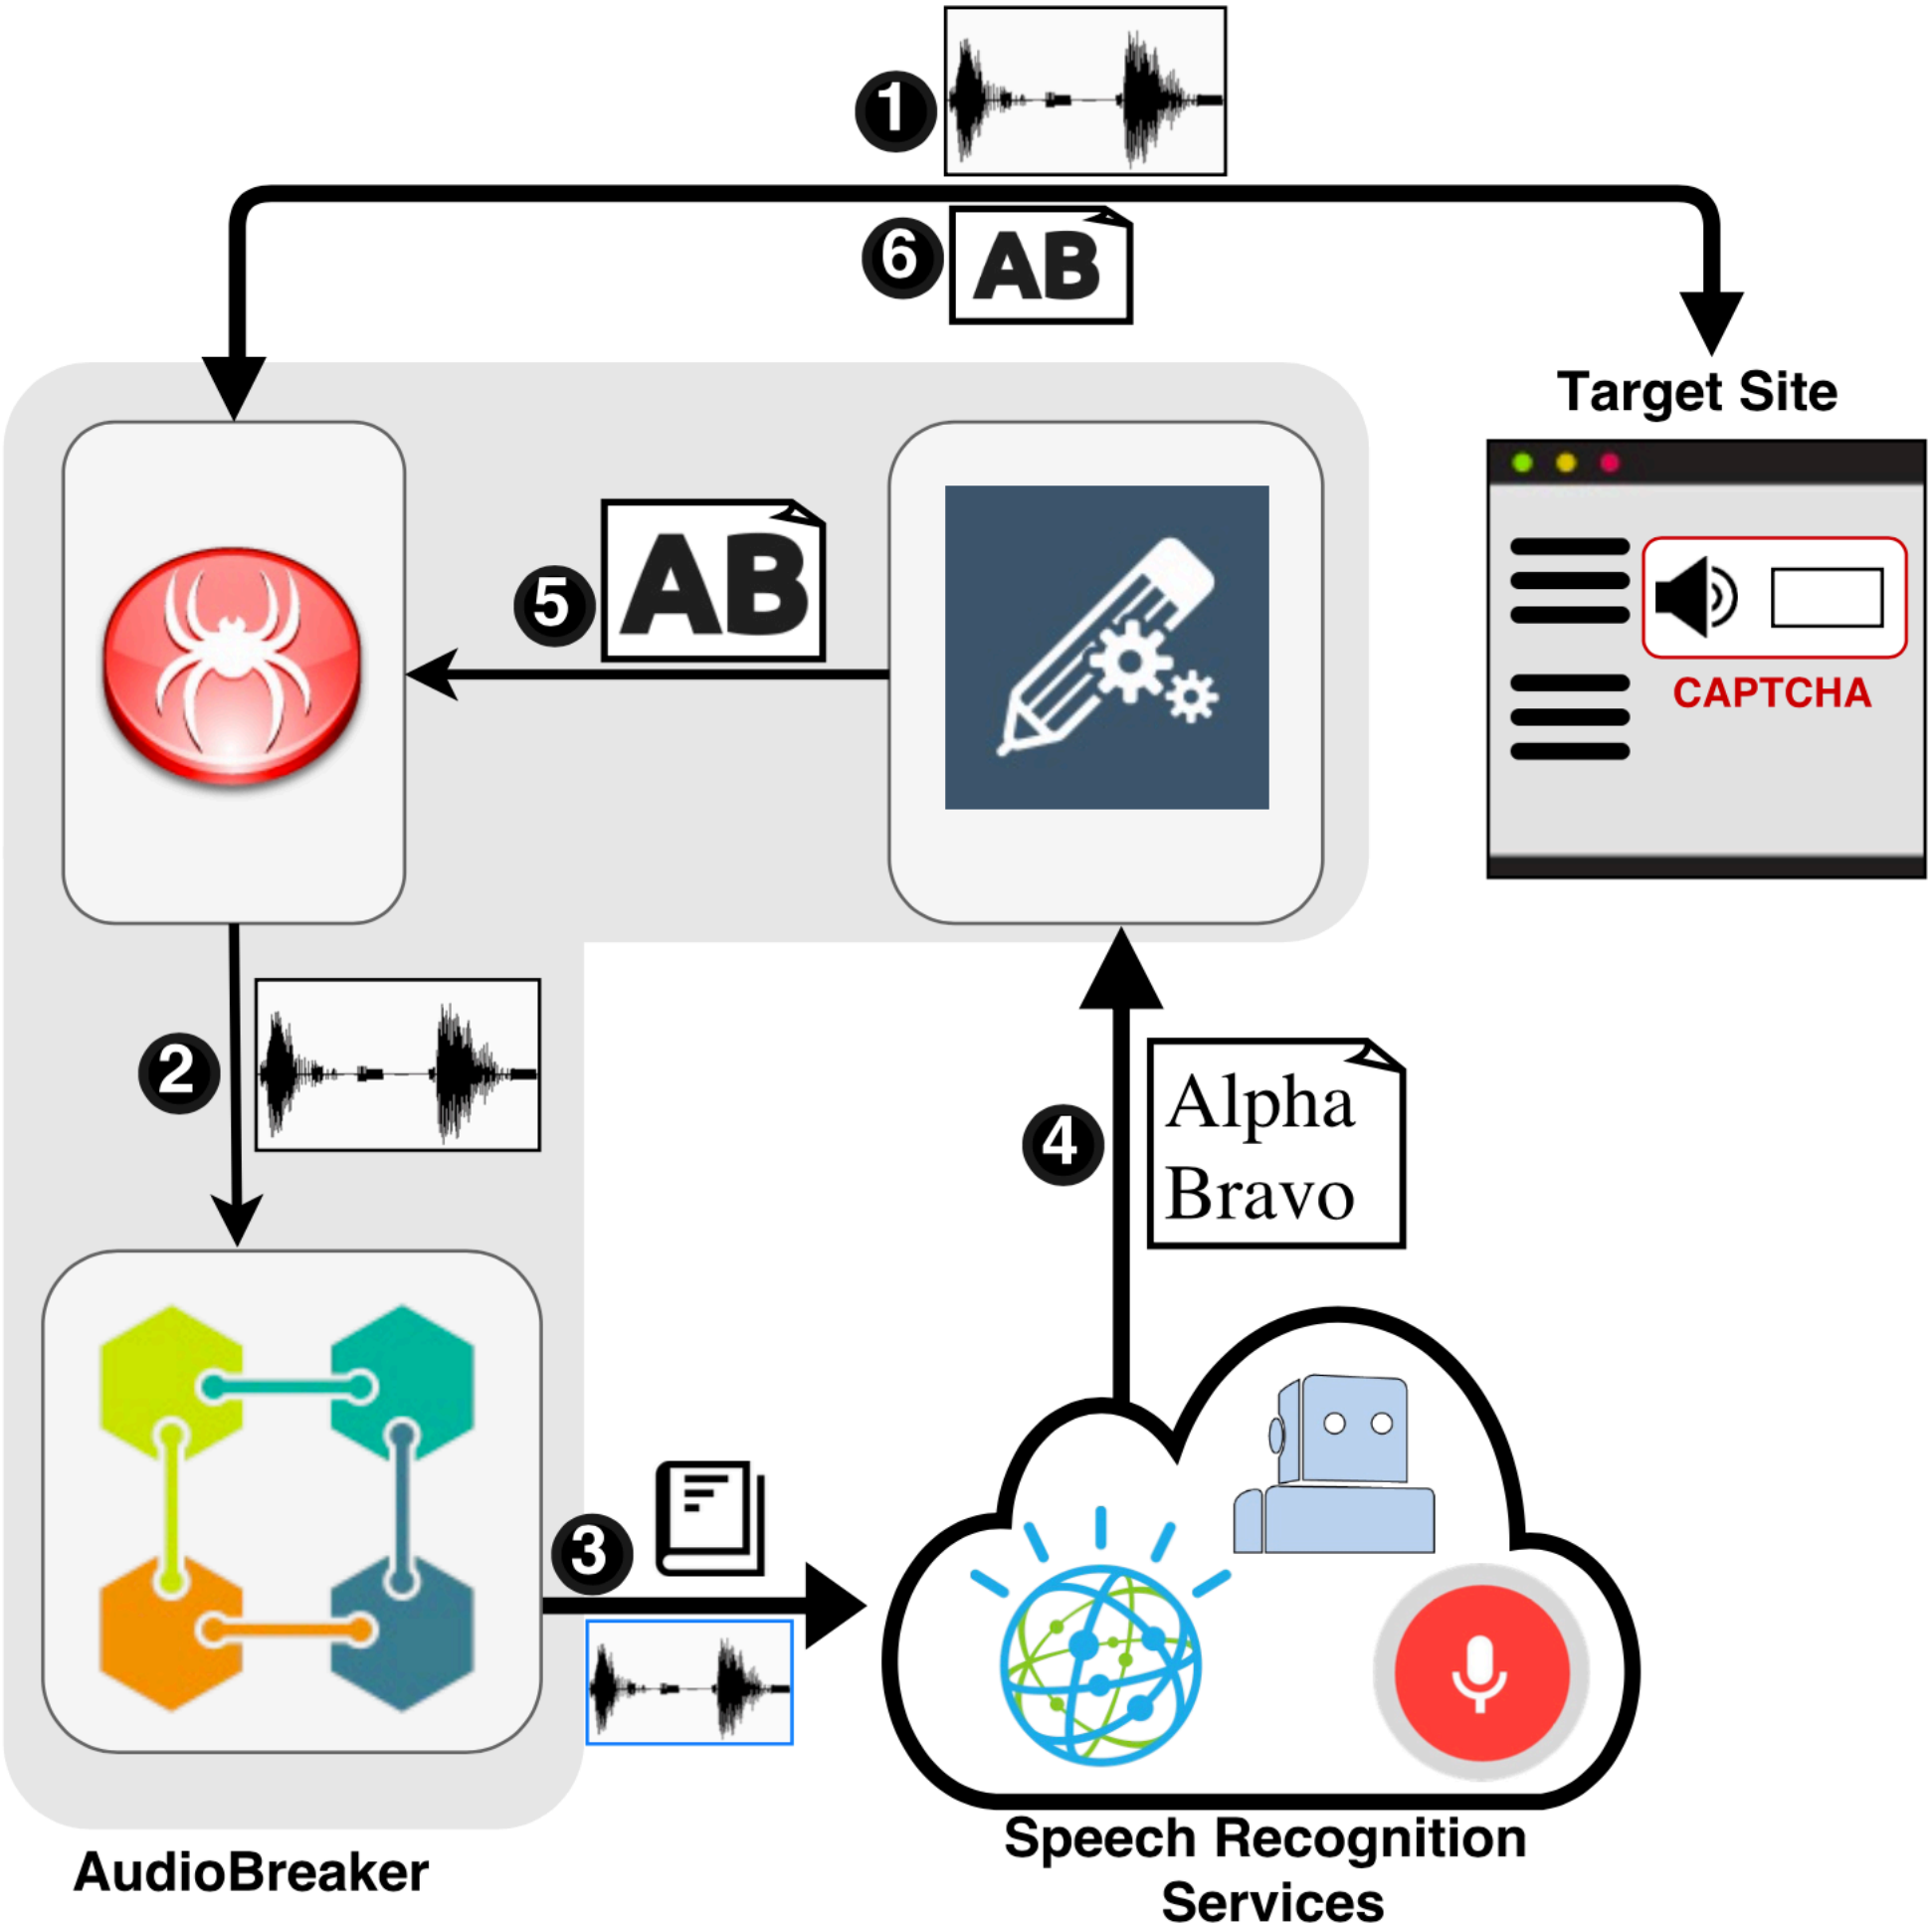 1
6
AB
Target Site
5
AB
CAPTCHA
2
4
Alpha
Bravo
3
AudioBreaker
Speech Recognition
Services